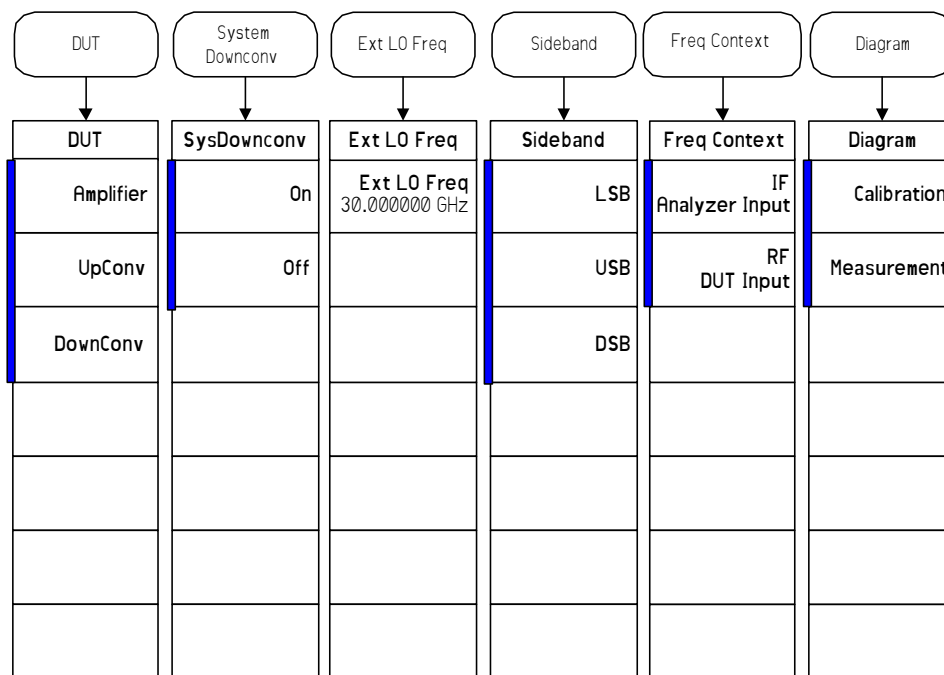 DUT
System
Downconv
Ext LO Freq
Sideband
Freq Context
Diagram
DUT
SysDownconv
Ext LO Freq
Sideband
Freq Context
Diagram
Amplifier
UpConv
DownConv
On
Off
Ext LO Freq
30.000000 GHz
LSB
USB
DSB
IF
Analyzer Input
RF
DUT Input
Calibration
Measurement